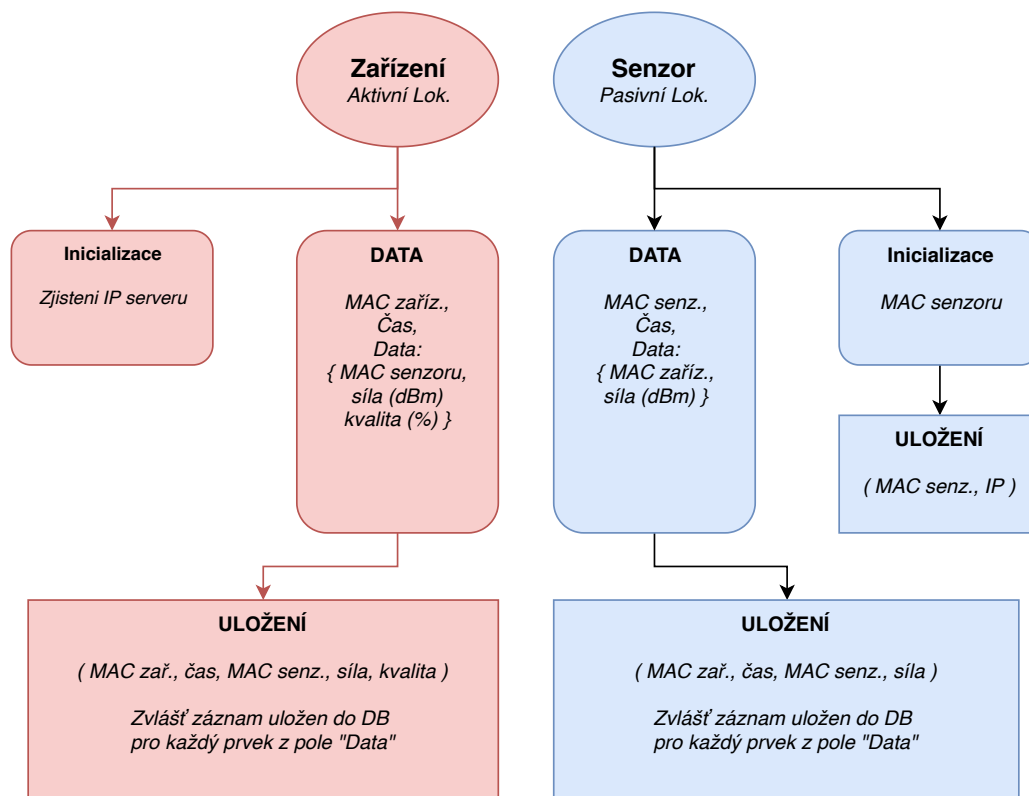 Zařízení
Aktivní Lok.
Senzor
Pasivní Lok.
Inicializace
Zjisteni IP serveru
DATA
MAC zaříz.,
Čas,
Data:
{ MAC senzoru,
síla (dBm)
kvalita (%) }
DATA
MAC senz.,
Čas,
Data:
{ MAC zaříz.,
síla (dBm) }
Inicializace
MAC senzoru
ULOŽENÍ
( MAC senz., IP )
ULOŽENÍ
( MAC zař., čas, MAC senz., síla, kvalita )
Zvlášť záznam uložen do DB
pro každý prvek z pole "Data"
ULOŽENÍ
( MAC zař., čas, MAC senz., síla )
Zvlášť záznam uložen do DB
pro každý prvek z pole "Data"